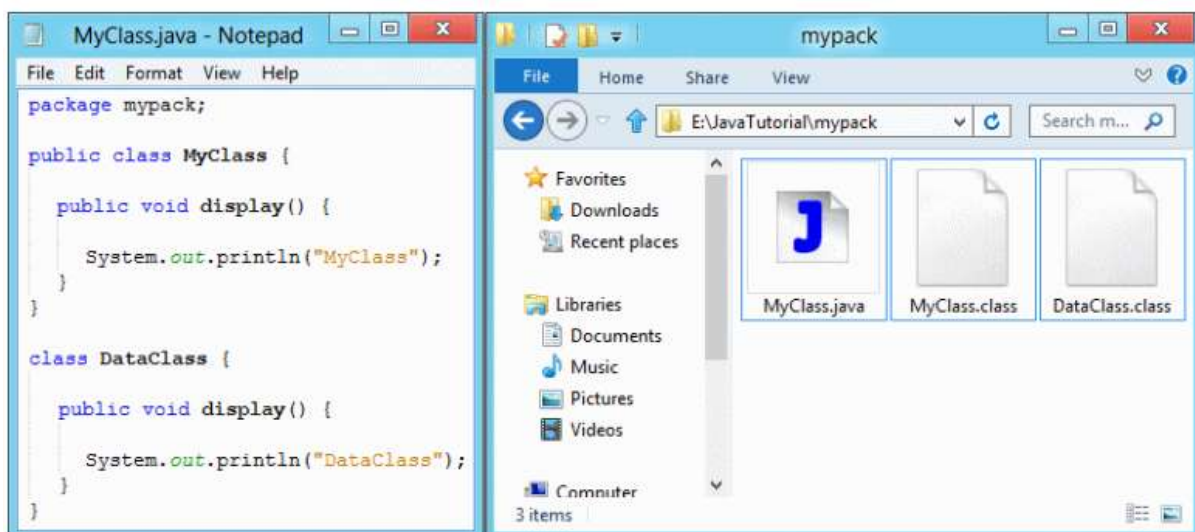 MyClass.java - Notepad
File Edit Format View Help
package mypack;
public class MyClass {
public void display() {
System.out.println("MyClass");
}
}
class DataClass {
public void display() {
System.out.println("DataClass");
}
}
mypack
File Home Share View
E:\JavaTutorial\mypack
Search m...
Favorites
Downloads
Recent places
Libraries
Documents
Music
Pictures
Videos
Computer
J
MyClass.java
MyClass.class
DataClass.class
3 items